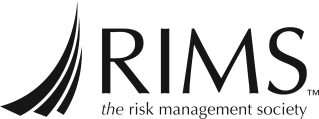 RIMS™
the risk management society